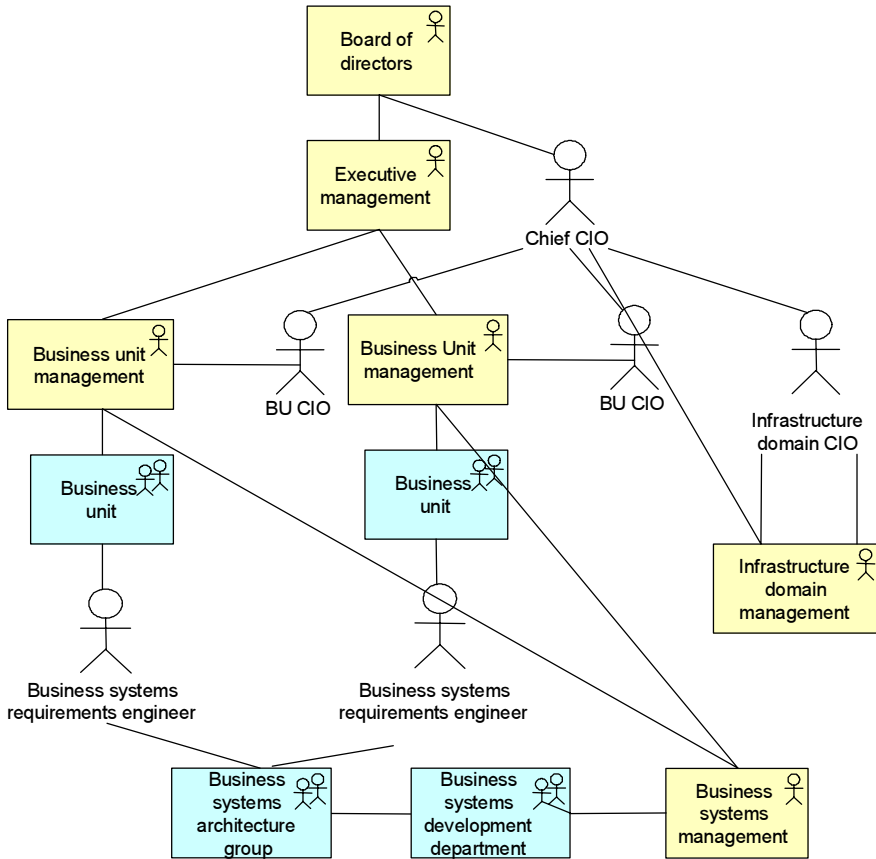 Board of
directors
Executive
management
Chief CIO
Business unit
management
BU CIO
Business Unit
management
BU CIO
Infrastructure
domain CIO
Business
unit
Business
unit
Infrastructure
domain
management
Business systems
requirements engineer
Business systems
requirements engineer
Business
systems
architecture
group
Business
systems
development
department
Business
systems
management